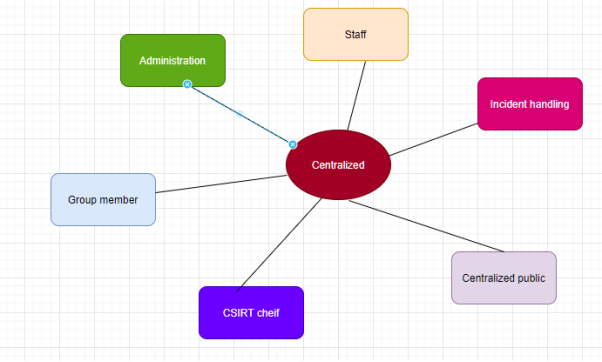 Staff
Administration
Incident handling
Centralized
Group member
Centralized public
CSIRT cheif